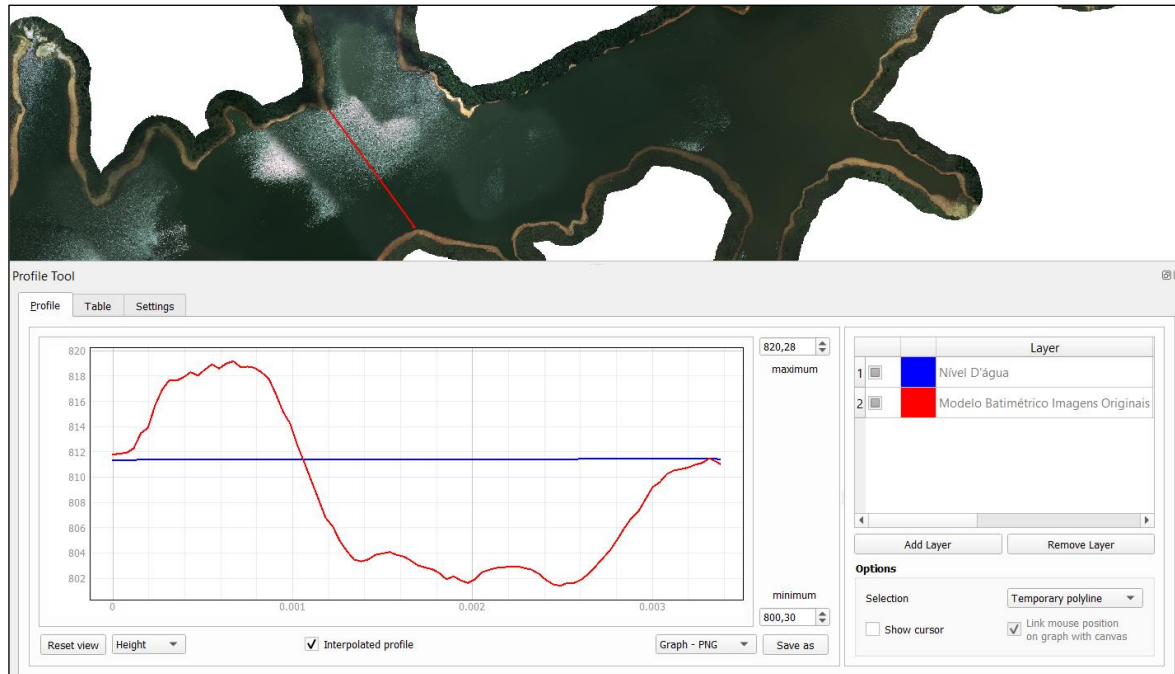 Profile Tool
Profile
Table
Settings
820
818
816
814
812
810
808
806
804
802
0
0.001
0.002
0.003
820,28
maximum
minimum
800,30
Reset view
Height
Interpolated profile
Graph - PNG
Save as
Layer
1
Nível D'água
2
Modelo Batimétrico Imagens Originais
Add Layer
Remove Layer
Options
Selection
Temporary polyline
Show cursor
Link mouse position
on graph with canvas